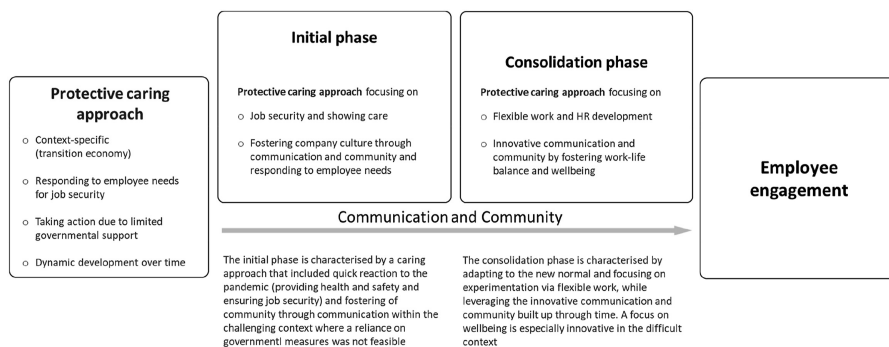 Protective caring
approach
o Context-specific
(transition economy)
o Responding to employee needs
for job security
o Taking action due to limited
governmental support
o Dynamic development over time
Initial phase
Protective caring approach focusing on
o Job security and showing care
o Fostering company culture through
communication and community and
responding to employee needs
Consolidation phase
Protective caring approach focusing on
o Flexible work and HR development
o Innovative communication and
community by fostering work-life
balance and wellbeing
Employee
engagement
Communication and Community
The initial phase is characterised by a caring
approach that included quick reaction to the
pandemic (providing health and safety and
ensuring job security) and fostering of
community through communication within the
challenging context where a reliance on
governmentl measures was not feasible
The consolidation phase is characterised by
adapting to the new normal and focusing on
experimentation via flexible work, while
leveraging the innovative communication and
community built up through time. A focus on
wellbeing is especially innovative in the difficult
context